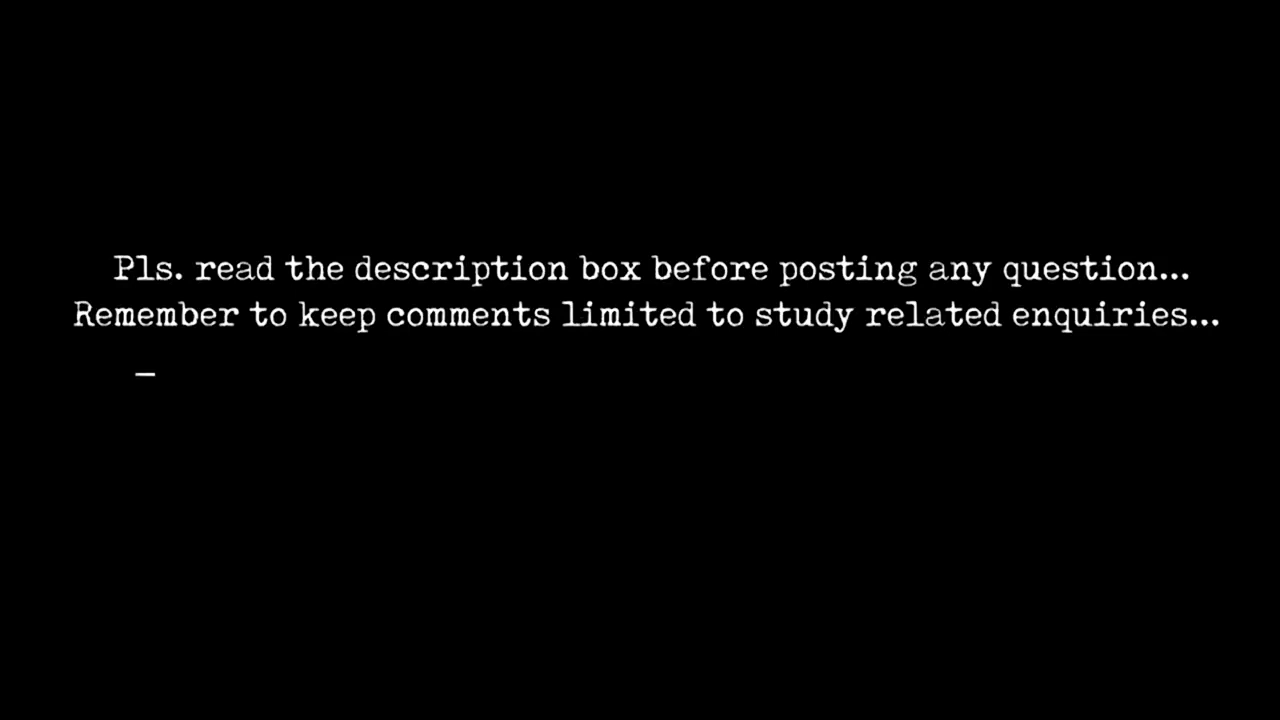 Pls. read the description box before posting any question...
Remember to keep comments limited to study related enquiries...
_